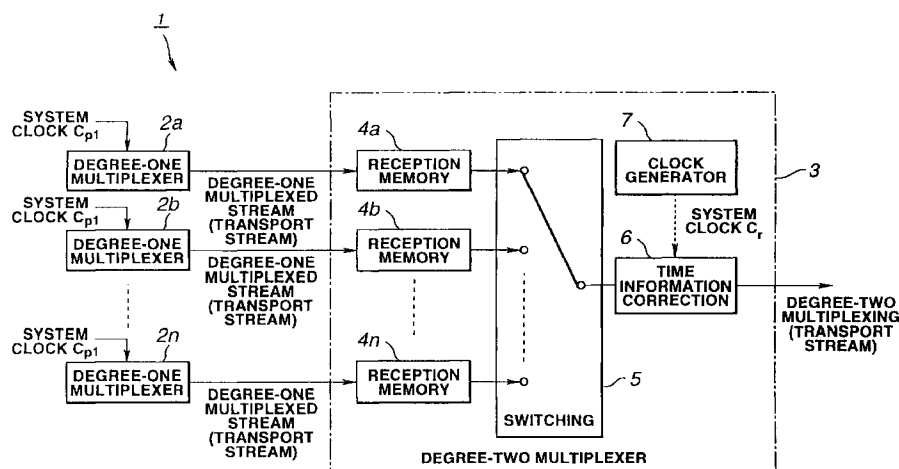 1
SYSTEM
CLOCK Cp1
2a
DEGREE-ONE
MULTIPLEXER
DEGREE-ONE
MULTIPLEXED
STREAM
(TRANSPORT
STREAM)
SYSTEM
CLOCK Cp1
2b
DEGREE-ONE
MULTIPLEXER
DEGREE-ONE
MULTIPLEXED
STREAM
(TRANSPORT
STREAM)
SYSTEM
CLOCK Cp1
2n
DEGREE-ONE
MULTIPLEXER
DEGREE-ONE
MULTIPLEXED
STREAM
(TRANSPORT
STREAM)
4a
RECEPTION
MEMORY
4b
RECEPTION
MEMORY
4n
RECEPTION
MEMORY
SWITCHING
5
7
CLOCK
GENERATOR
3
SYSTEM
CLOCK Cr
6
TIME
INFORMATION
CORRECTION
DEGREE-TWO
MULTIPLEXING
(TRANSPORT
STREAM)
DEGREE-TWO MULTIPLEXER